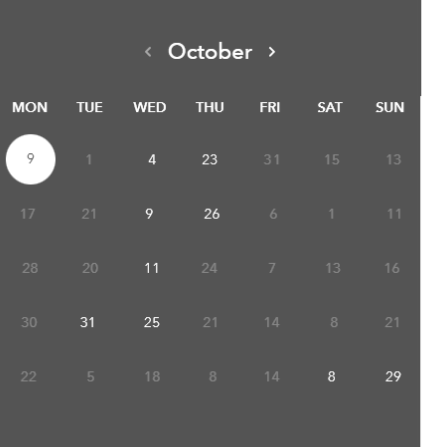 ‹ October ›
MON TUE WED THU FRI SAT SUN
9 1 4 23 31 15 13
17 21 9 26 6 1 11
28 20 11 24 7 13 16
30 31 25 21 14 8 21
22 5 18 8 14 8 29